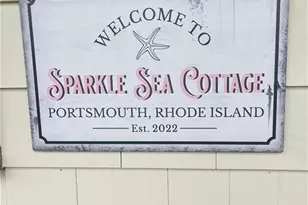 WELCOME TO
SPARKLE SEA COTTAGE
PORTSMOUTH, RHODE ISLAND
EST. 2022